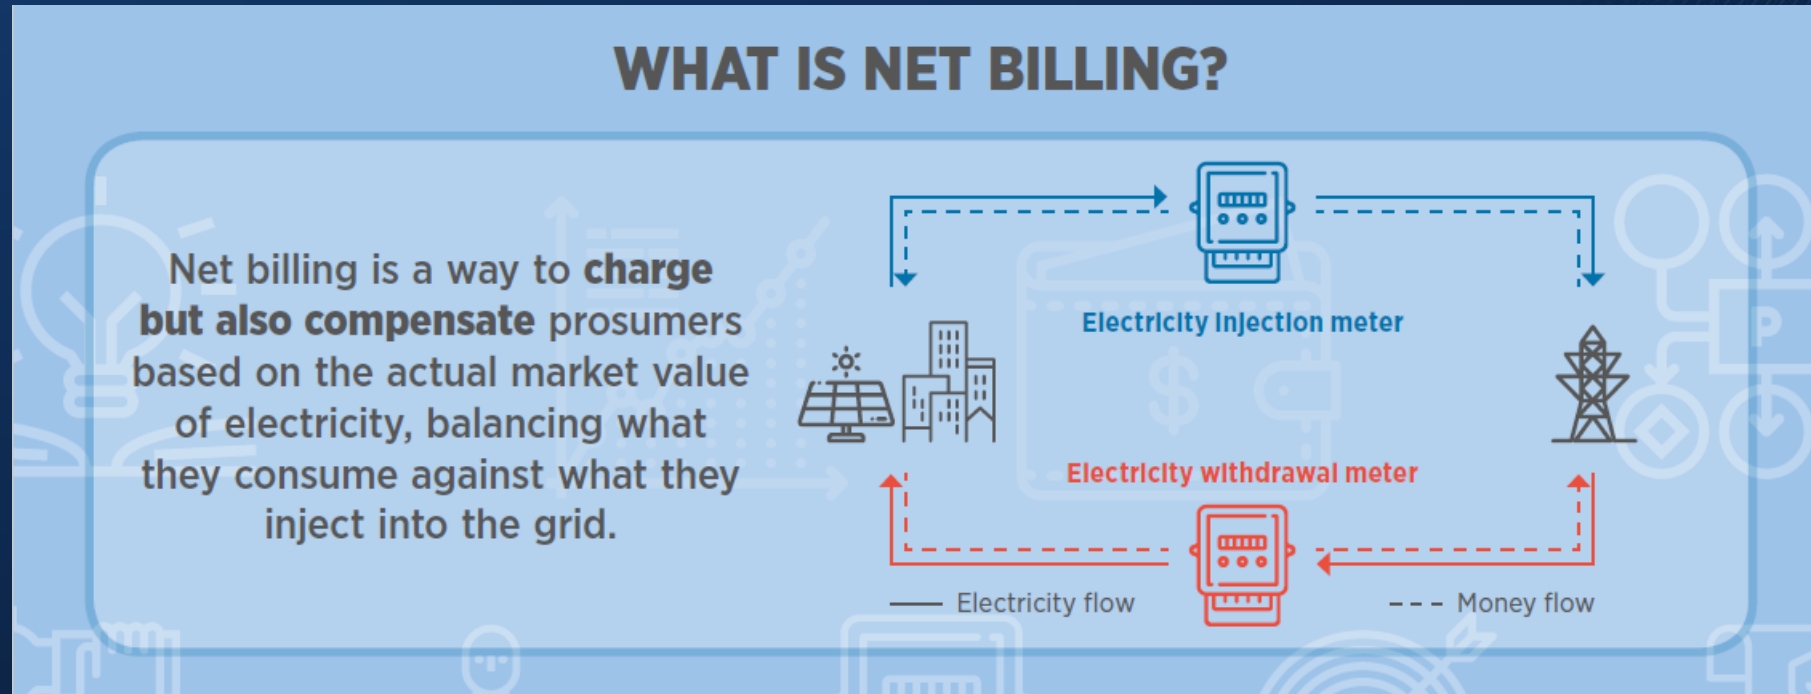 WHAT IS NET BILLING?
Net billing is a way to charge
but also compensate prosumers
based on the actual market value
of electricity, balancing what
they consume against what they
inject into the grid.
Electricity injection meter
$
P
Electricity withdrawal meter
Electricity flow
Money flow